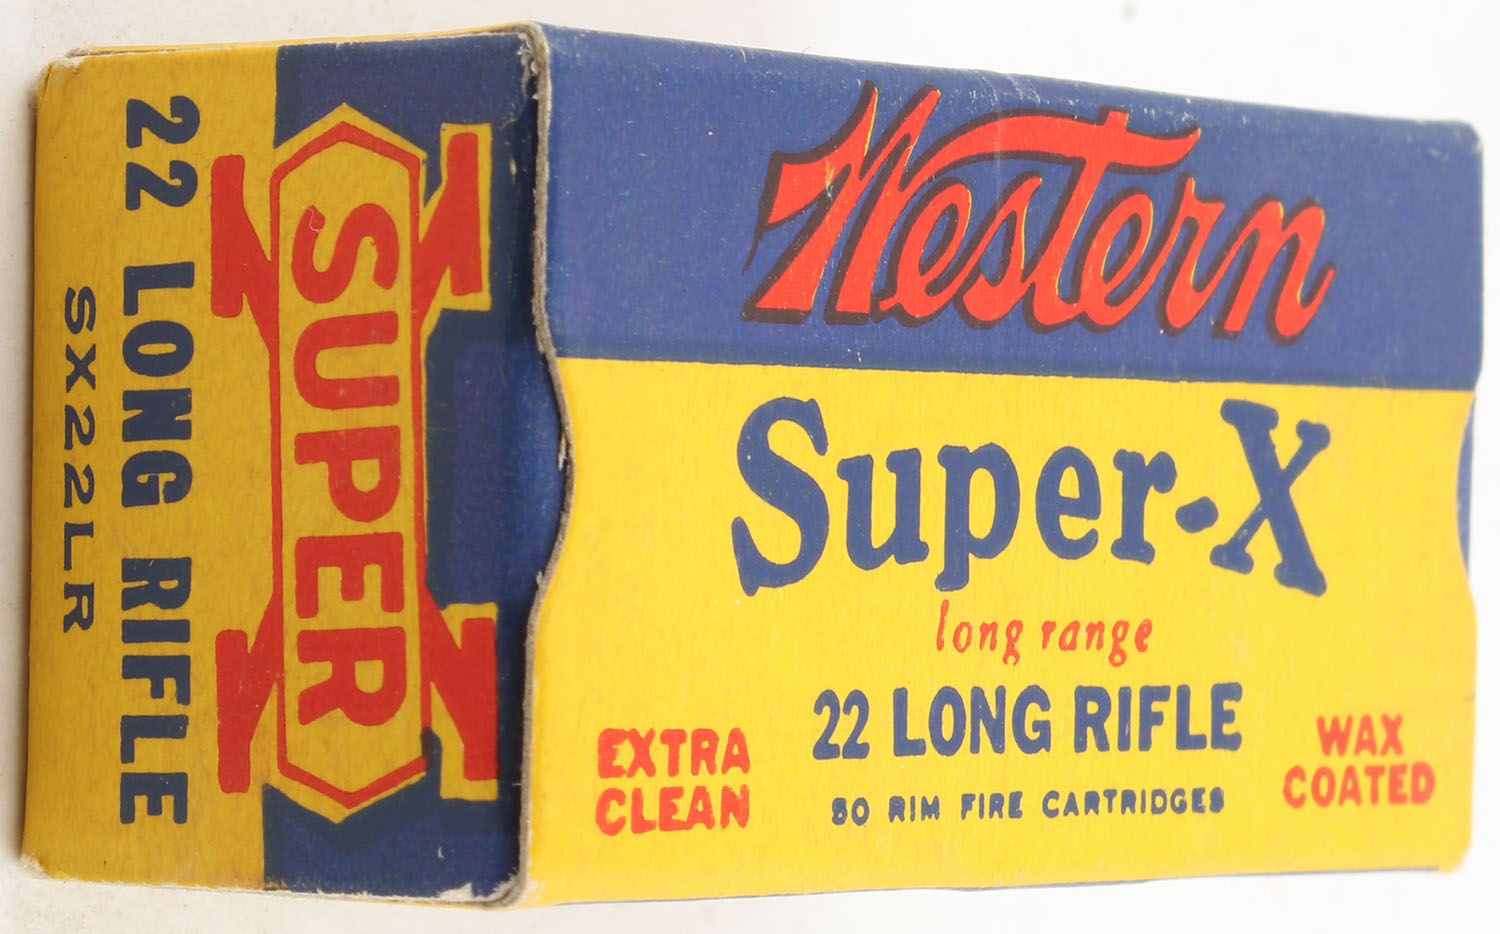 Western
Super-X
long range
22 LONG RIFLE
50 RIM FIRE CARTRIDGES
EXTRA
CLEAN
WAX
COATED
SUPER
X
22 LONG RIFLE
SX22LR